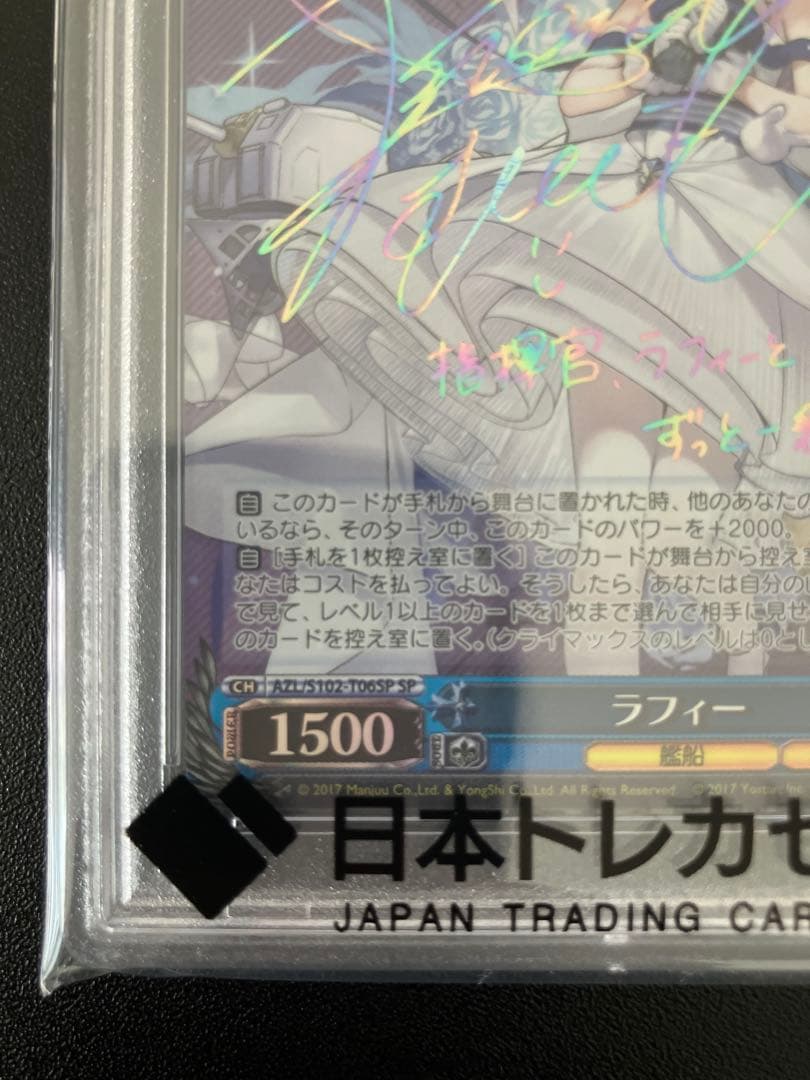 指揮官、ラフィーと
ずっと一
自 このカードが手札から舞台に置かれた時、他のあなたの
いるなら、そのターン中、このカードのパワーを+2000。
自 [手札を1枚控え室に置く] このカードが舞台から控え
なたはコストを払ってよい。そうしたら、あなたは自分の
て見て、レベル1以上のカードを1枚まで選んで相手に見せ
のカードを控え室に置く。(クライマックスのレベルは0とし
CH AZL/S102-T06SP SP
POWER 1500 SOUL ラフィー
艦船
© 2017 Manjuu Co.,Ltd. & YongShi Co.,Ltd. All Rights Reserved. © 2017 Yostar, Inc.
日本トレカセ
JAPAN TRADING CAR